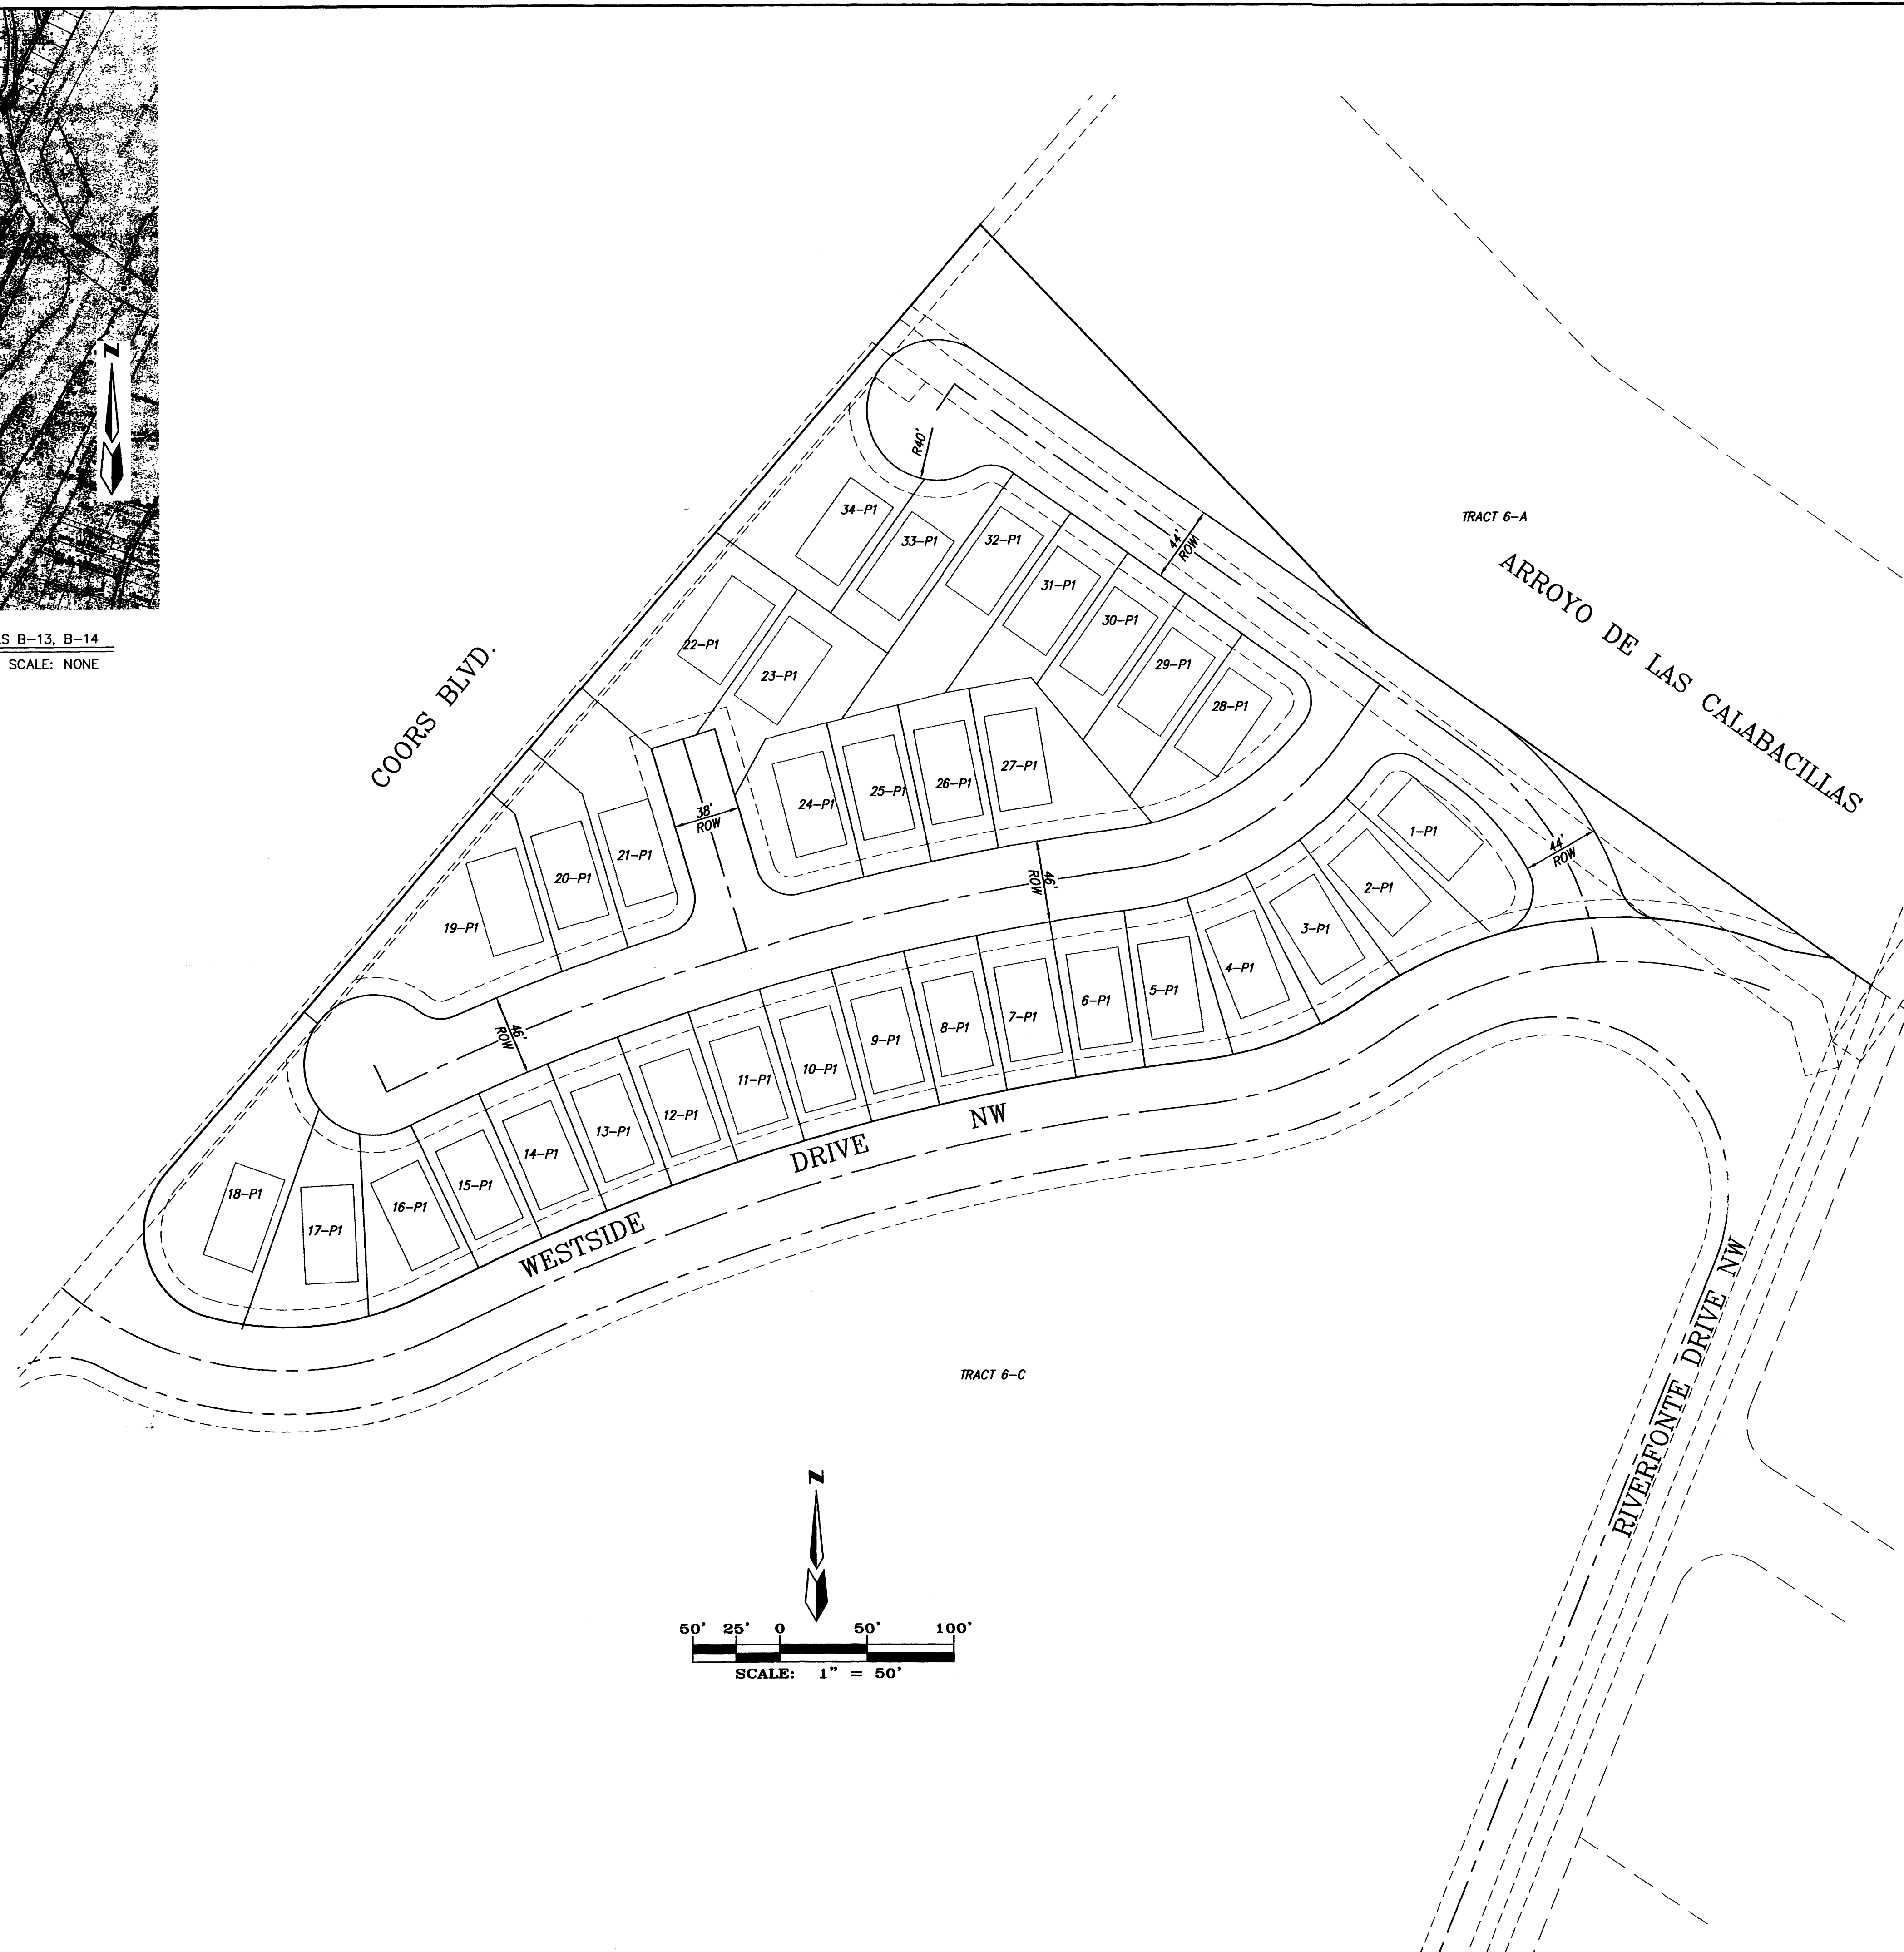 N
AS B-13, B-14
SCALE: NONE
COORS BLVD.
R40'
44'
ROW
TRACT 6-A
ARROYO DE LAS CALABACILLAS
34-P1
33-P1
32-P1
31-P1
30-P1
29-P1
28-P1
22-P1
23-P1
27-P1
26-P1
25-P1
24-P1
38'
ROW
21-P1
20-P1
19-P1
1-P1
2-P1
3-P1
4-P1
5-P1
6-P1
7-P1
8-P1
9-P1
10-P1
11-P1
12-P1
13-P1
14-P1
15-P1
16-P1
17-P1
18-P1
44'
ROW
46'
ROW
46'
ROW
WESTSIDE DRIVE NW
TRACT 6-C
RIVERFONTE DRIVE NW
N
50' 25' 0 50' 100'
SCALE: 1" = 50'